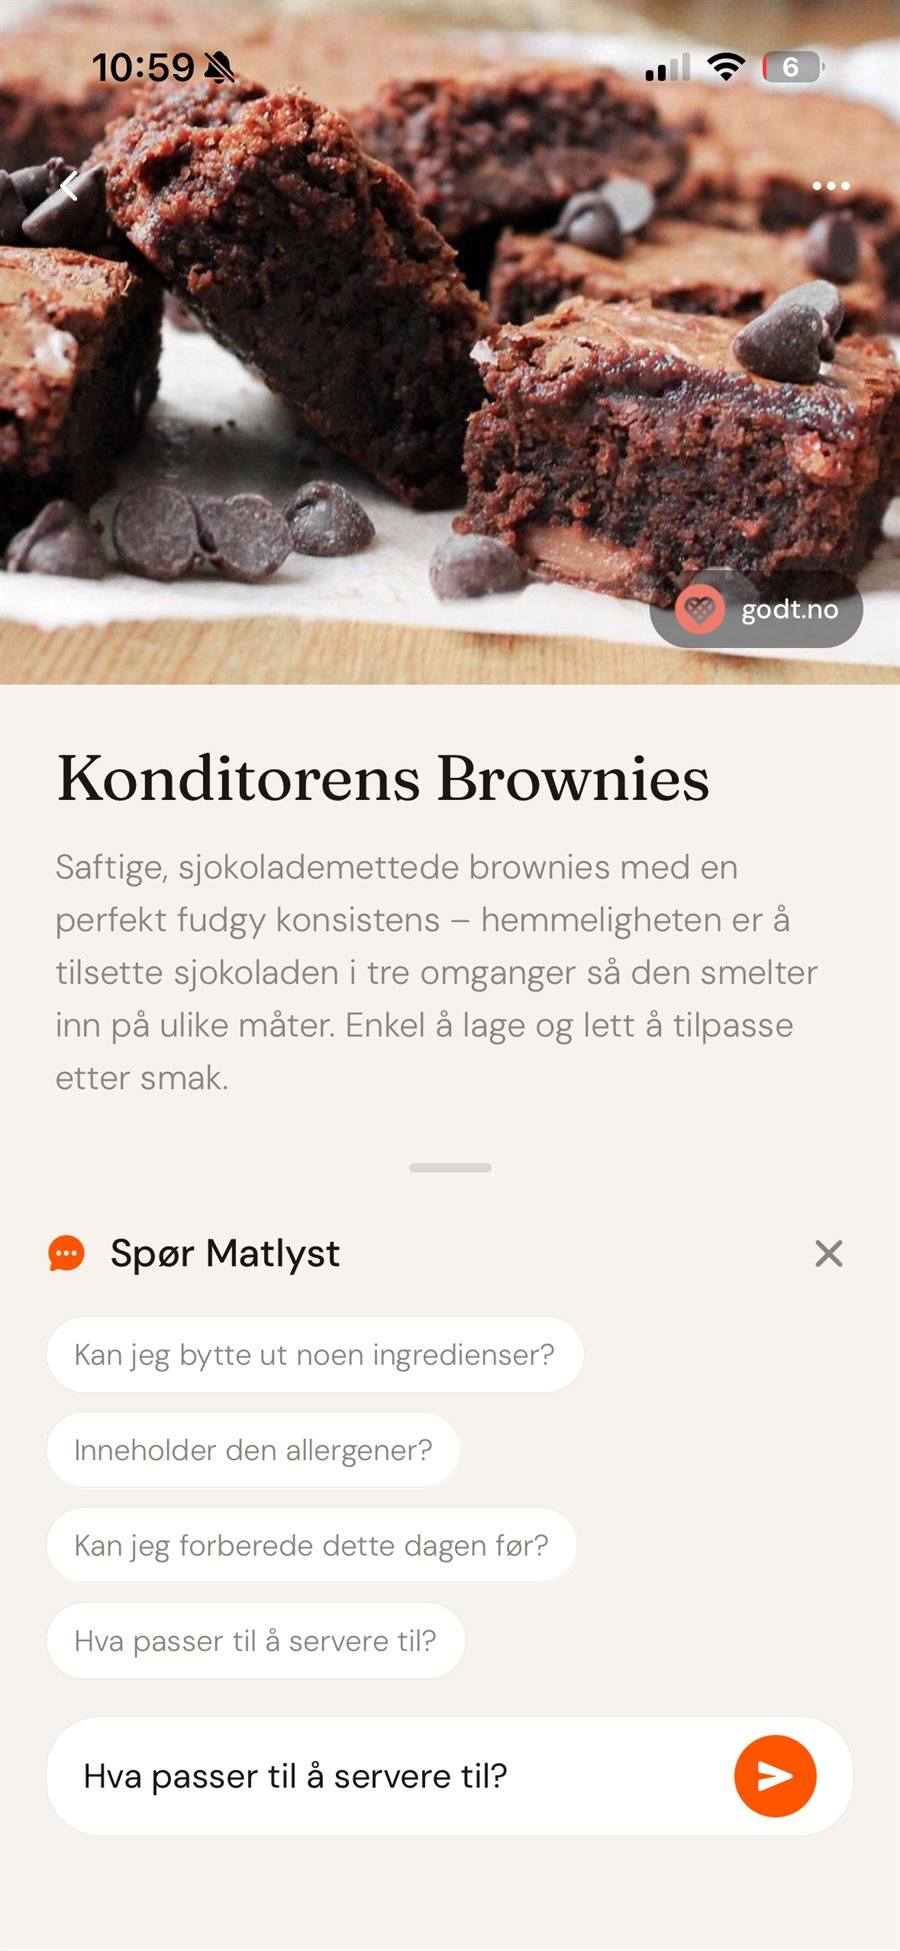 10:59
6
godt.no
Konditorens Brownies
Saftige, sjokolademettede brownies med en
perfekt fudgy konsistens – hemmeligheten er å
tilsette sjokoladen i tre omganger så den smelter
inn på ulike måter. Enkel å lage og lett å tilpasse
etter smak.
Spør Matlyst
Kan jeg bytte ut noen ingredienser?
Inneholder den allergener?
Kan jeg forberede dette dagen før?
Hva passer til å servere til?
Hva passer til å servere til?